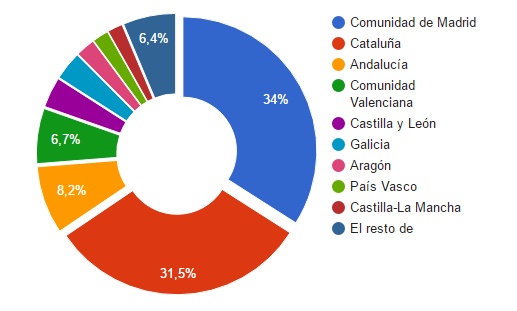 6,4%
34%
6,7%
8,2%
31,5%
Comunidad de Madrid
Cataluña
Andalucía
Comunidad
Valenciana
Castilla y León
Galicia
Aragón
País Vasco
Castilla-La Mancha
El resto de